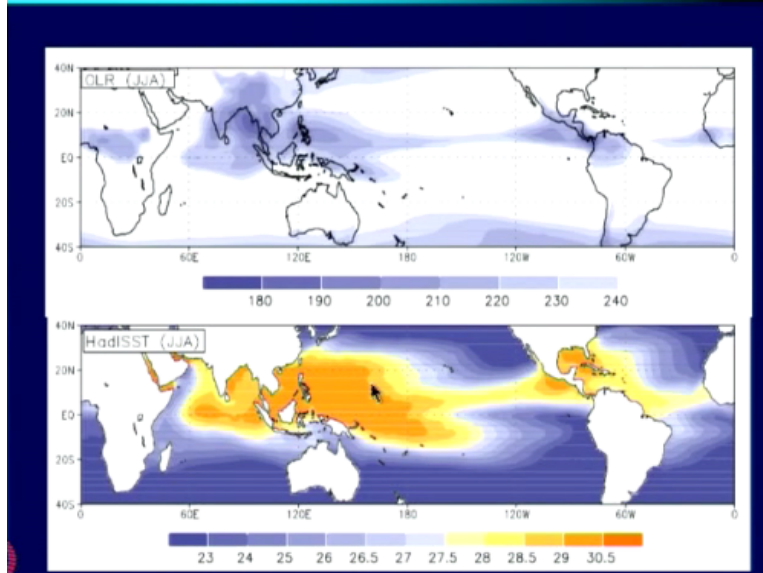 OLR (JJA)
40N
20N
EQ
20S
40S
0 60E 120E 180 120W 60W 0
180 190 200 210 220 230 240
HadISST (JJA)
40N
20N
EQ
20S
40S
0 60E 120E 180 120W 60W 0
23 24 25 26 26.5 27 27.5 28 28.5 29 30.5